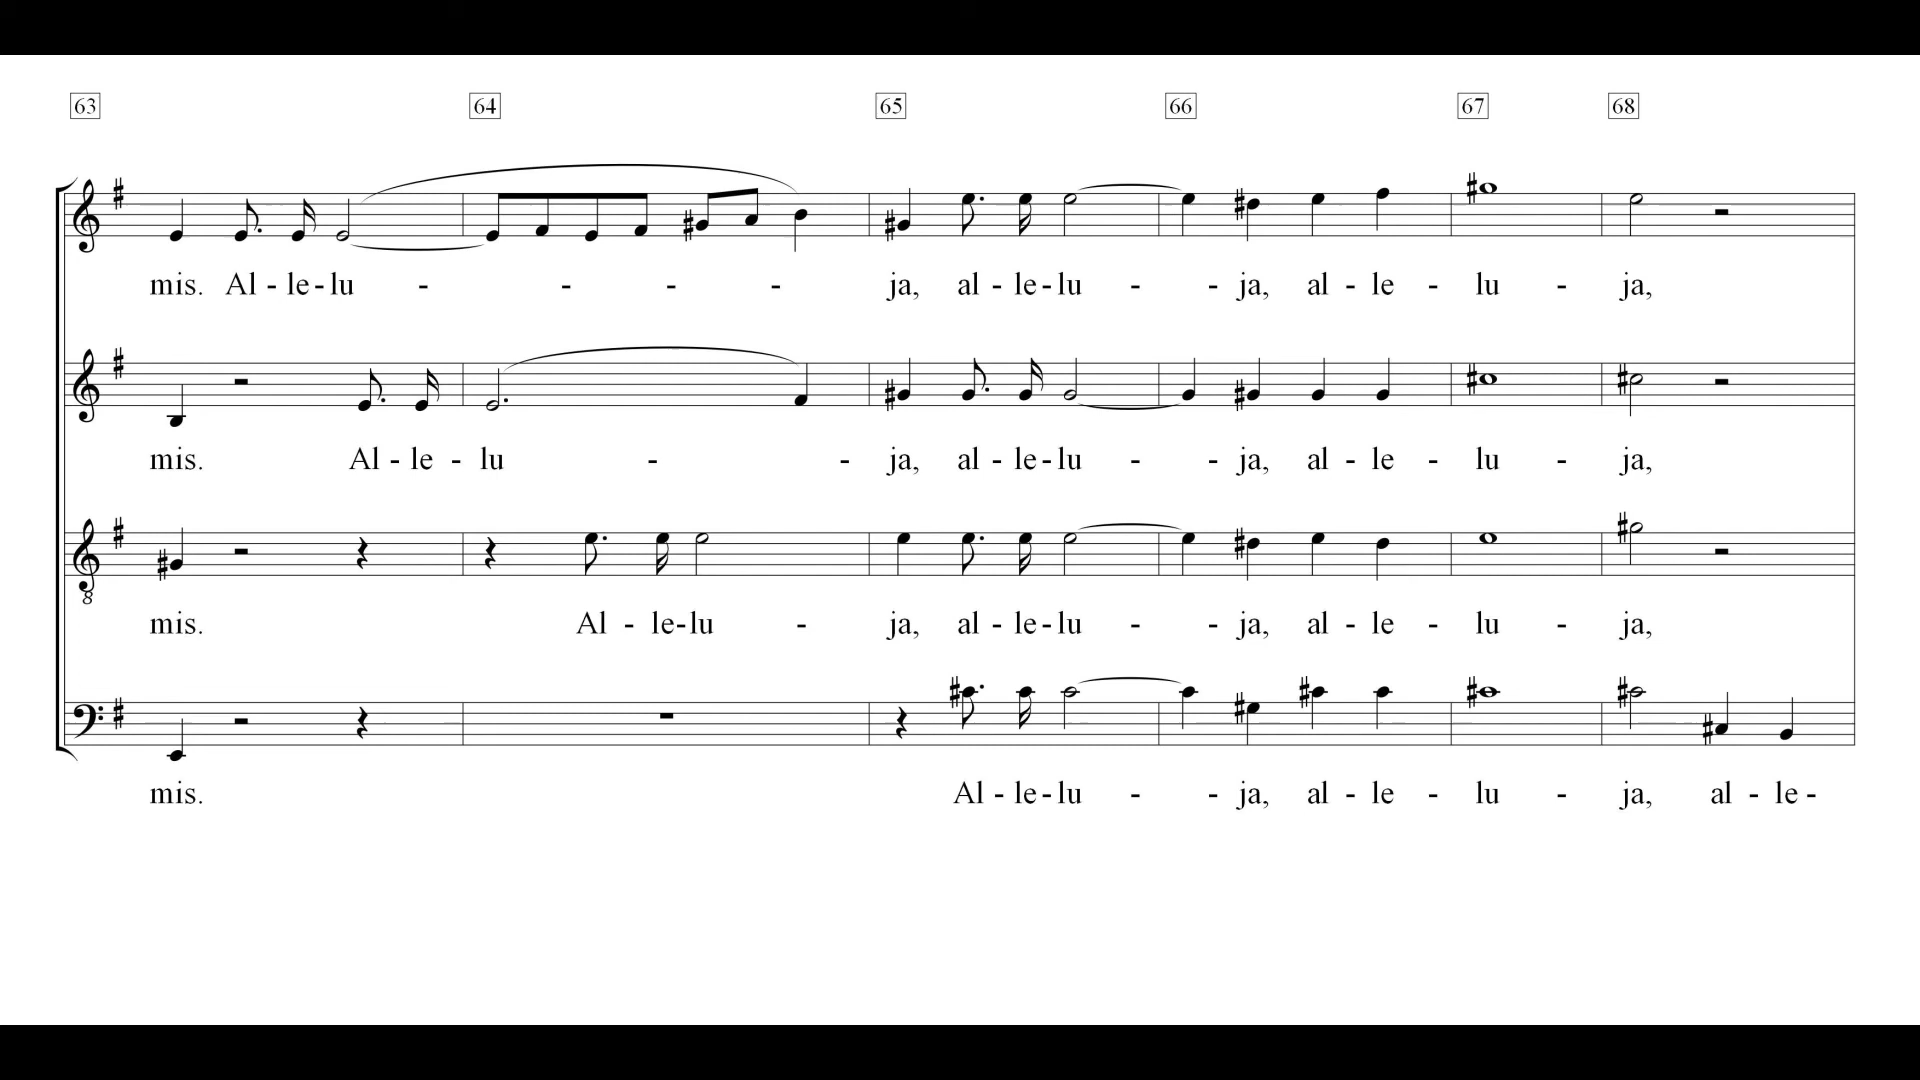 63 64 65 66 67 68
mis. Al - le - lu - - - - ja, al - le - lu - - ja, al - le - lu - ja,
mis. Al - le - lu - - ja, al - le - lu - - ja, al - le - lu - ja,
8
mis. Al - le - lu - ja, al - le - lu - - ja, al - le - lu - ja,
mis. Al - le - lu - - ja, al - le - lu - ja, al - le -